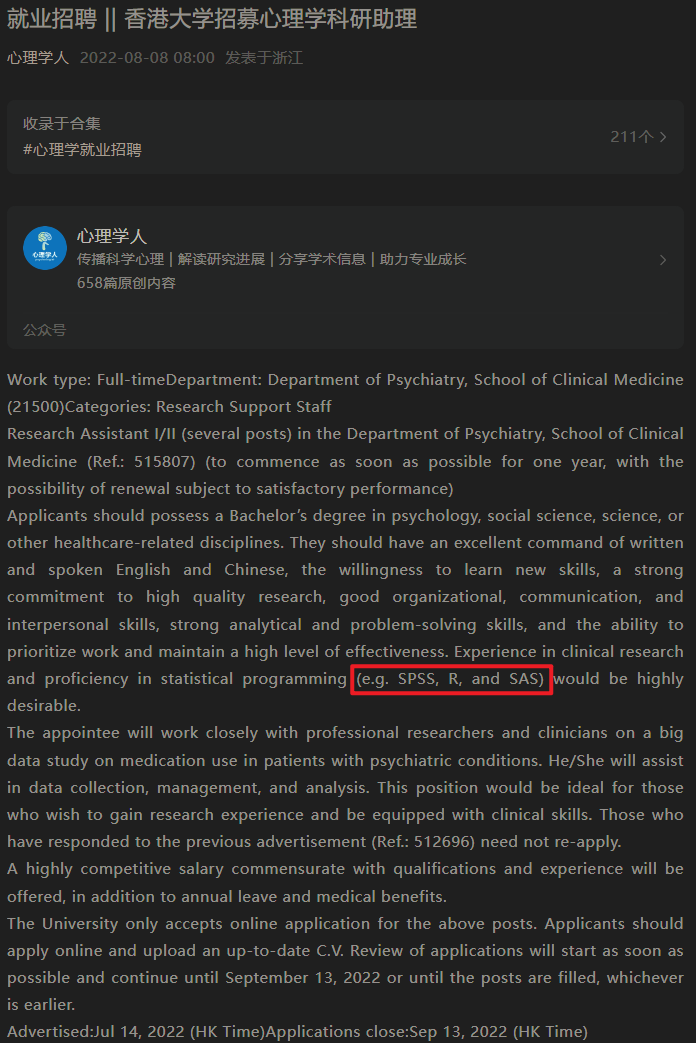 就业招聘 || 香港大学招募心理学科研助理
心理学人 2022-08-08 08:00 发表于浙江
收录于合集
#心理学就业招聘
211个
心理学人
心理学人
传播科学心理 | 解读研究进展 | 分享学术信息 | 助力专业成长
658篇原创内容
公众号
Work type: Full-timeDepartment: Department of Psychiatry, School of Clinical Medicine
(21500)Categories: Research Support Staff
Research Assistant I/II (several posts) in the Department of Psychiatry, School of Clinical
Medicine (Ref.: 515807) (to commence as soon as possible for one year, with the
possibility of renewal subject to satisfactory performance)
Applicants should possess a Bachelor’s degree in psychology, social science, science, or
other healthcare-related disciplines. They should have an excellent command of written
and spoken English and Chinese, the willingness to learn new skills, a strong
commitment to high quality research, good organizational, communication, and
interpersonal skills, strong analytical and problem-solving skills, and the ability to
prioritize work and maintain a high level of effectiveness. Experience in clinical research
and proficiency in statistical programming (e.g. SPSS, R, and SAS) would be highly
desirable.
The appointee will work closely with professional researchers and clinicians on a big
data study on medication use in patients with psychiatric conditions. He/She will assist
in data collection, management, and analysis. This position would be ideal for those
who wish to gain research experience and be equipped with clinical skills. Those who
have responded to the previous advertisement (Ref.: 512696) need not re-apply.
A highly competitive salary commensurate with qualifications and experience will be
offered, in addition to annual leave and medical benefits.
The University only accepts online application for the above posts. Applicants should
apply online and upload an up-to-date C.V. Review of applications will start as soon as
possible and continue until September 13, 2022 or until the posts are filled, whichever
is earlier.
Advertised:Jul 14, 2022 (HK Time)Applications close:Sep 13, 2022 (HK Time)